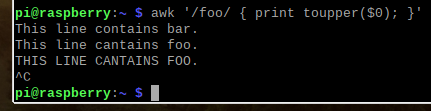 pi@raspberry:~ $ awk '/foo/ { print toupper($0); }'
This line contains bar.
This line cantains foo.
THIS LINE CANTAINS FOO.
^C
pi@raspberry:~ $